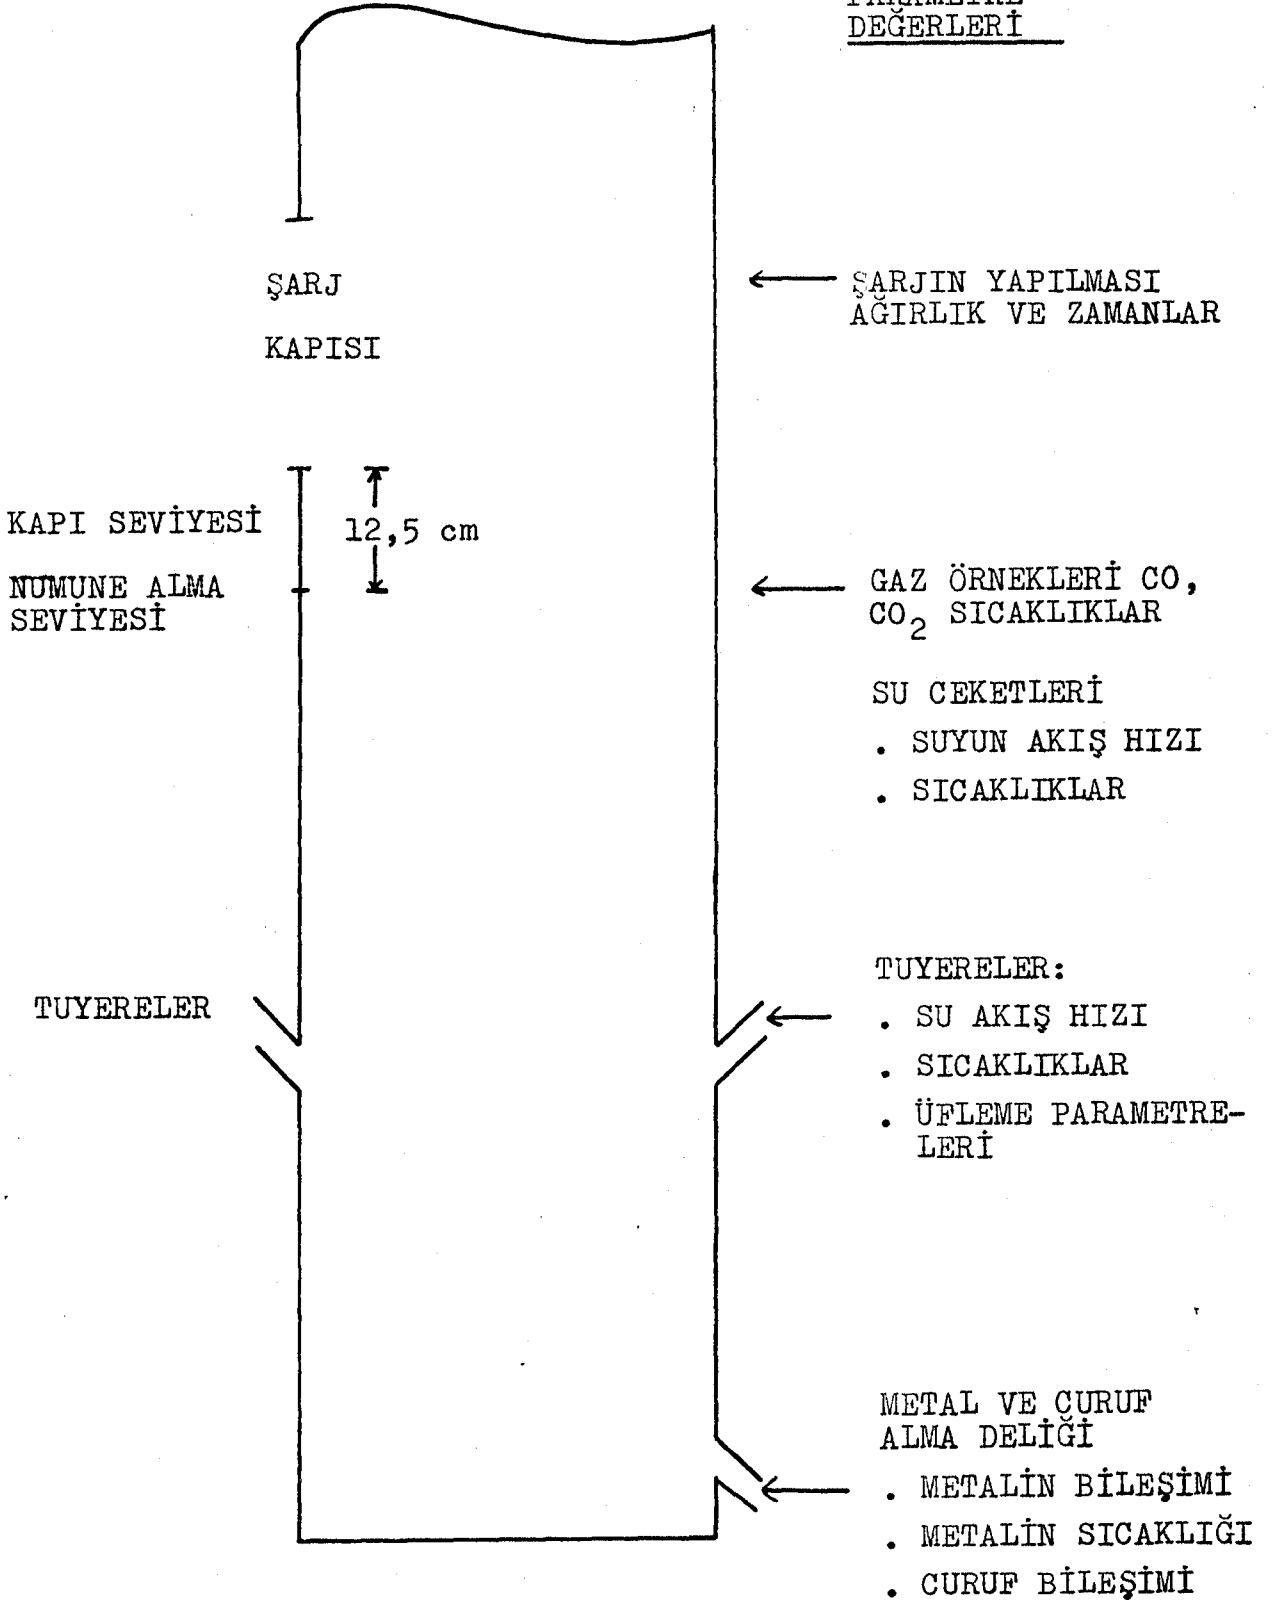 DEĞERLERİ
ŞARJ
KAPISI
ŞARJIN YAPILMASI
AĞIRLIK VE ZAMANLAR
KAPI SEVİYESİ
12,5 cm
NUMUNE ALMA
SEVİYESİ
GAZ ÖRNEKLERİ CO,
CO₂ SICAKLIKLAR
SU CEKETLERİ
. SUYUN AKIŞ HIZI
. SICAKLIKLAR
TUYERELER
TUYERELER:
. SU AKIŞ HIZI
. SICAKLIKLAR
. ÜFLEME PARAMETRE-
LERİ
METAL VE CURUF
ALMA DELİĞİ
. METALİN BİLEŞİMİ
. METALİN SICAKLIĞI
. CURUF BİLEŞİMİ